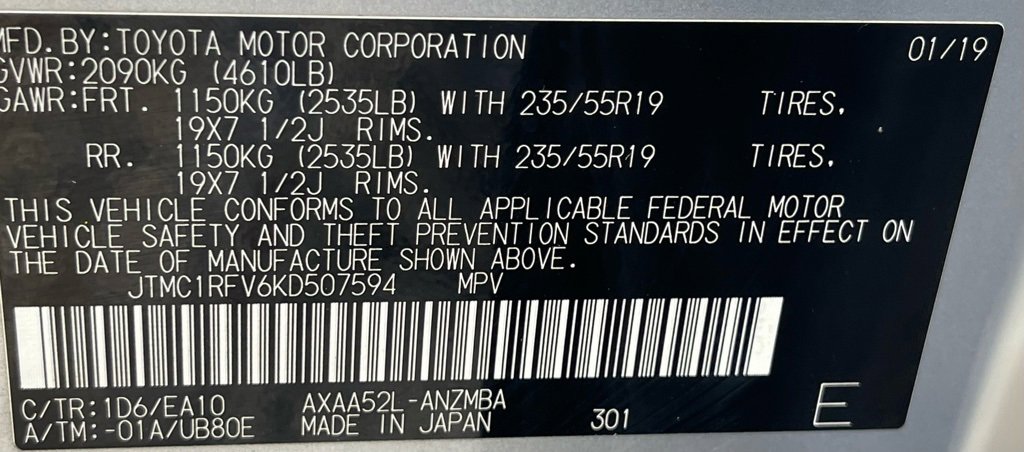 MFD.BY:TOYOTA MOTOR CORPORATION 01/19
GVWR:2090KG (4610LB)
GAWR:FRT. 1150KG (2535LB) WITH 235/55R19 TIRES.
19X7 1/2J RIMS.
RR. 1150KG (2535LB) WITH 235/55R19 TIRES.
19X7 1/2J RIMS.
THIS VEHICLE CONFORMS TO ALL APPLICABLE FEDERAL MOTOR
VEHICLE SAFETY AND THEFT PREVENTION STANDARDS IN EFFECT ON
THE DATE OF MANUFACTURE SHOWN ABOVE.
JTMC1RFV6KD507594 MPV
C/TR:1D6/EA10 AXAA52L-ANZMBA
A/TM:-01A/UB80E MADE IN JAPAN 301 E